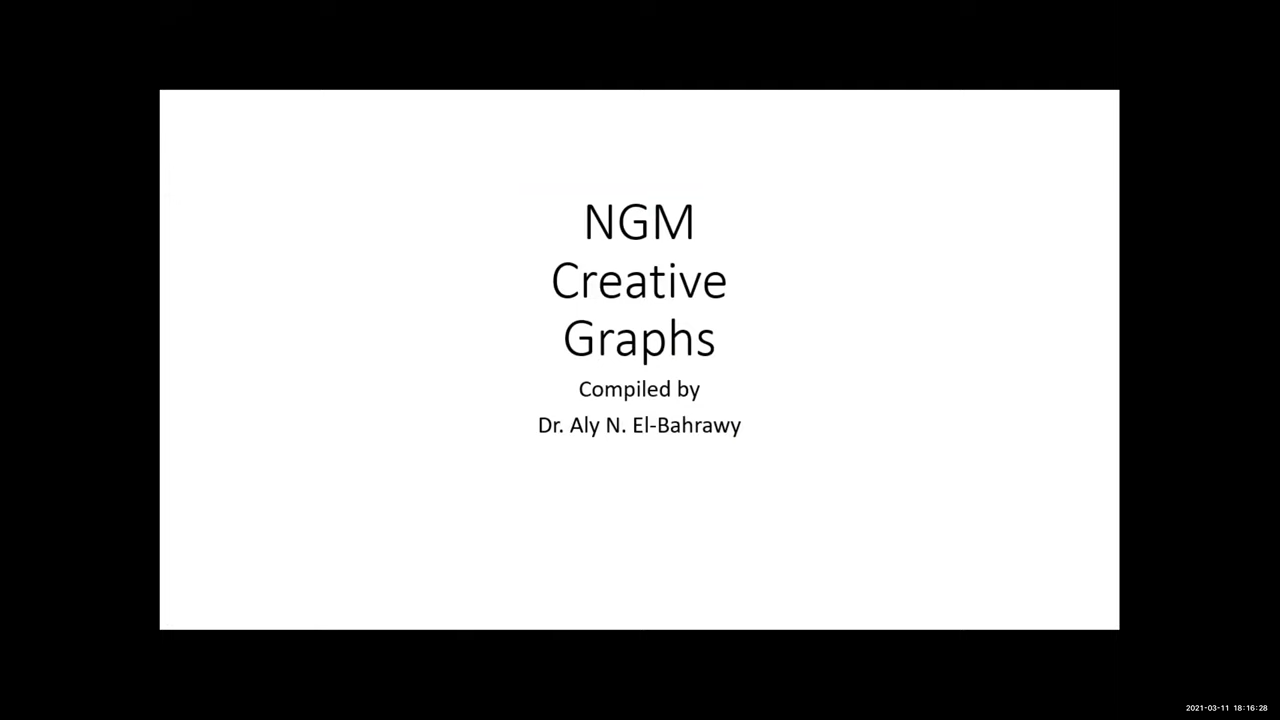 NGM
Creative
Graphs
Compiled by
Dr. Aly N. El-Bahrawy
2021-03-11 18:16:28